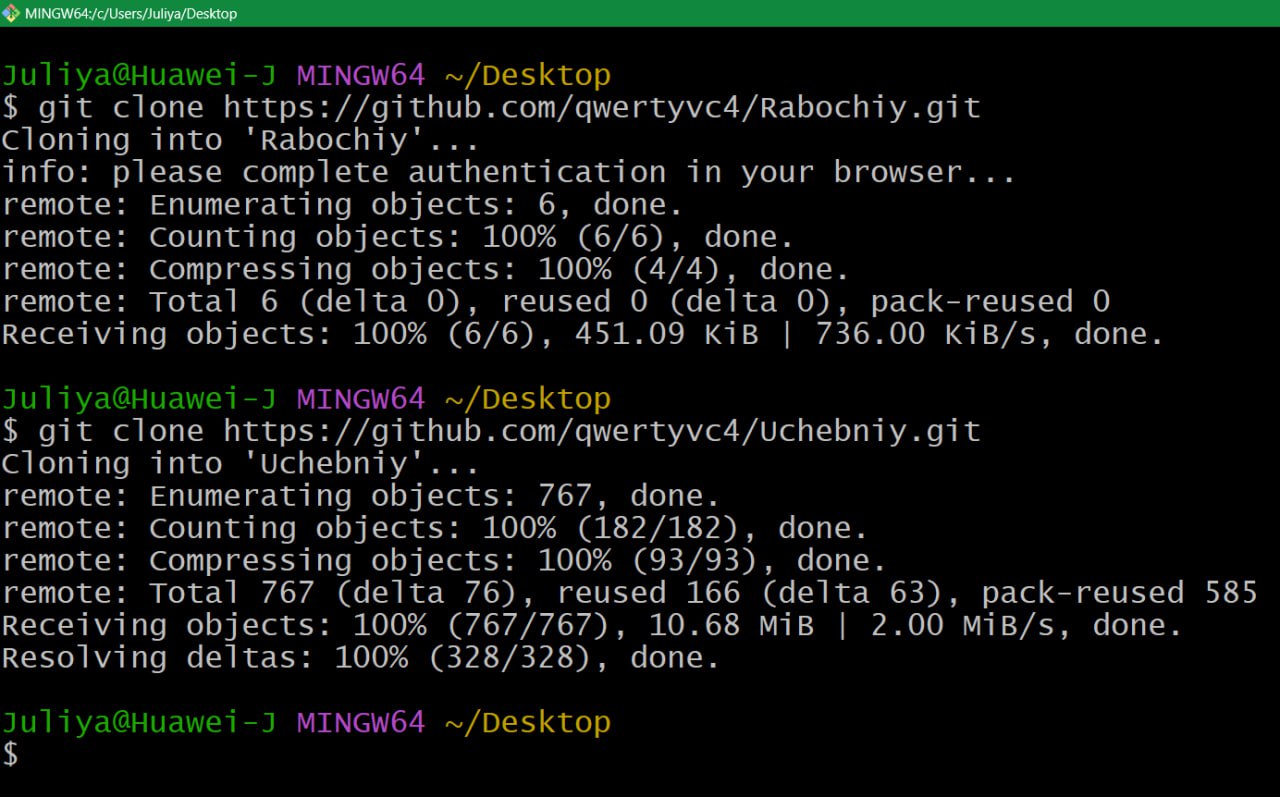 MINGW64:/c/Users/Juliya/Desktop
Juliya@Huawei-J MINGW64 ~/Desktop
$ git clone https://github.com/qwertyvc4/Rabochiy.git
Cloning into 'Rabochiy'...
info: please complete authentication in your browser...
remote: Enumerating objects: 6, done.
remote: Counting objects: 100% (6/6), done.
remote: Compressing objects: 100% (4/4), done.
remote: Total 6 (delta 0), reused 0 (delta 0), pack-reused 0
Receiving objects: 100% (6/6), 451.09 KiB | 736.00 KiB/s, done.
Juliya@Huawei-J MINGW64 ~/Desktop
$ git clone https://github.com/qwertyvc4/Uchebniy.git
Cloning into 'Uchebniy'...
remote: Enumerating objects: 767, done.
remote: Counting objects: 100% (182/182), done.
remote: Compressing objects: 100% (93/93), done.
remote: Total 767 (delta 76), reused 166 (delta 63), pack-reused 585
Receiving objects: 100% (767/767), 10.68 MiB | 2.00 MiB/s, done.
Resolving deltas: 100% (328/328), done.
Juliya@Huawei-J MINGW64 ~/Desktop
$